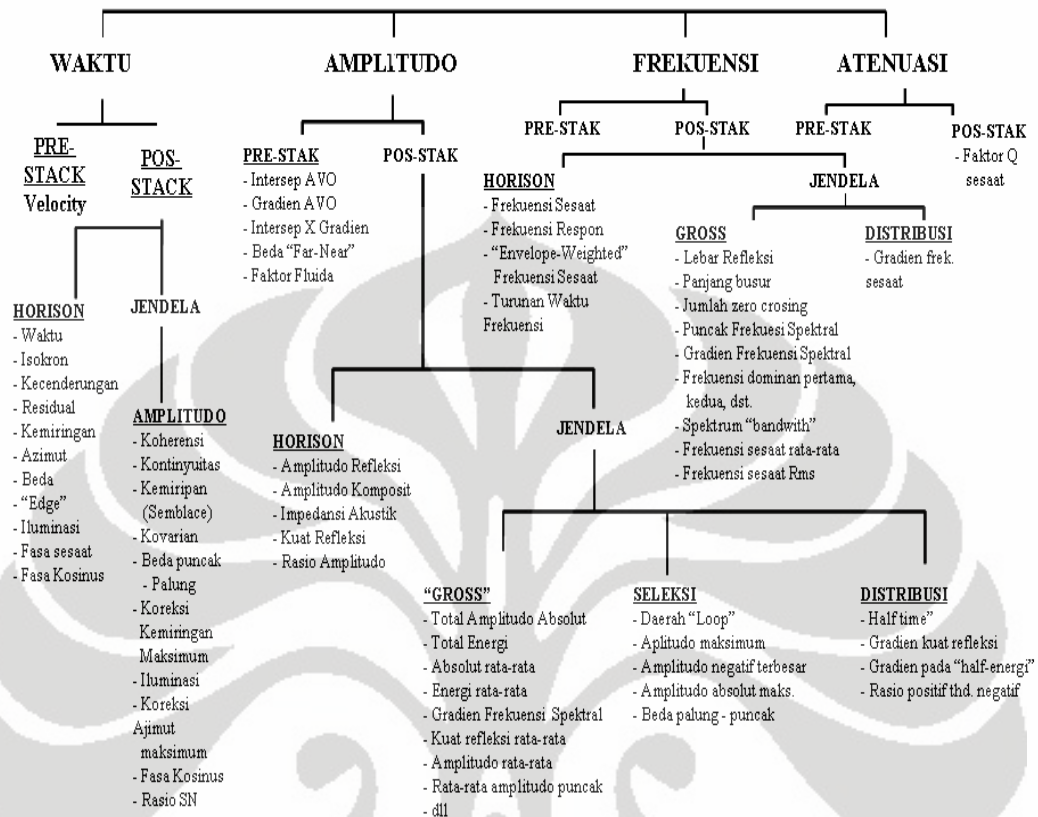 WAKTU
AMPLITUDO
FREKUENSI
ATENUASI
PRE-
STACK
Velocity
POS-
STACK
HORISON
- Waktu
- Isokron
- Kecenderungan
- Residual
- Kemiringan
- Azimut
- Beda
- "Edge"
- Iluminasi
- Fasa sesaat
- Fasa Kosinus
JENDELA
AMPLITUDO
- Koherensi
- Kontinyuitas
- Kemiripan
(Semblace)
- Kovarian
- Beda puncak
- Palung
- Koreksi
Kemiringan
Maksimum
- Iluminasi
- Koreksi
Ajimut
maksimum
- Fasa Kosinus
- Rasio SN
PRE-STAK
- Intersep AVO
- Gradien AVO
- Intersep X Gradien
- Beda "Far-Near"
- Faktor Fluida
POS-STAK
HORISON
- Amplitudo Refleksi
- Amplitudo Komposit
- Impedansi Akustik
- Kuat Refleksi
- Rasio Amplitudo
JENDELA
"GROSS"
- Total Amplitudo Absolut
- Total Energi
- Absolut rata-rata
- Energi rata-rata
- Gradien Frekuensi Spektral
- Kuat refleksi rata-rata
- Amplitudo rata-rata
- Rata-rata amplitudo puncak
- dll
SELEKSI
- Daerah "Loop"
- Aplitudo maksimum
- Amplitudo negatif terbesar
- Amplitudo absolut maks.
- Beda palung - puncak
DISTRIBUSI
- Half time"
- Gradien kuat refleksi
- Gradien pada "half-energi"
- Rasio positif thd. negatif
PRE-STAK
POS-STAK
HORISON
- Frekuensi Sesaat
- Frekuensi Respon
- "Envelope-Weighted"
Frekuensi Sesaat
- Turunan Waktu
Frekuensi
JENDELA
GROSS
- Lebar Refleksi
- Panjang busur
- Jumlah zero crosing
- Puncak Frekuesi Spektral
- Gradien Frekuensi Spektral
- Frekuensi dominan pertama,
kedua, dst.
- Spektrum "bandwith"
- Frekuensi sesaat rata-rata
- Frekuensi sesaat Rms
DISTRIBUSI
- Gradien frek.
sesaat
PRE-STAK
POS-STAK
- Faktor Q
sesaat